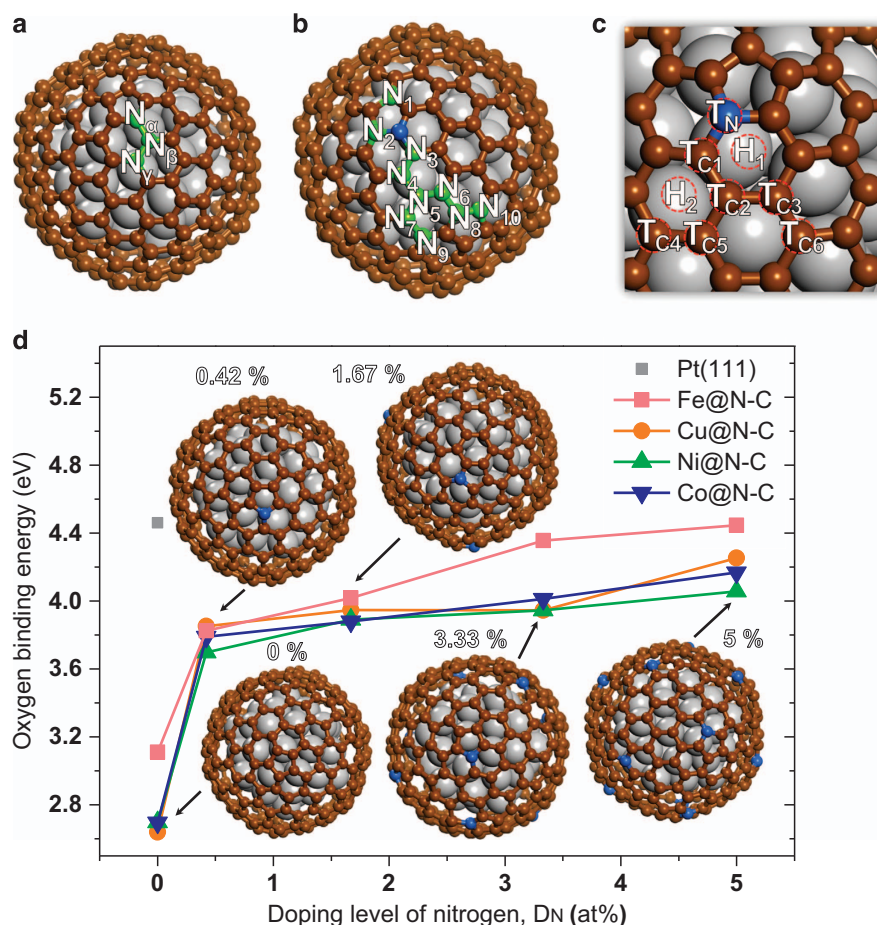 a
N
α
N
β
N
γ
b
N1
N2
N3
N4
N5
N6
N7
N8
N9
N10
c
TN
H1
TC1
H2
TC2
TC3
TC4
TC5
TC6
d
0.42 %
1.67 %
Pt(111)
Fe@N-C
Cu@N-C
Ni@N-C
Co@N-C
0 %
3.33 %
5 %
5.2
4.8
4.4
4.0
3.6
3.2
2.8
Oxygen binding energy (eV)
0 1 2 3 4 5
Doping level of nitrogen, DN (at%)